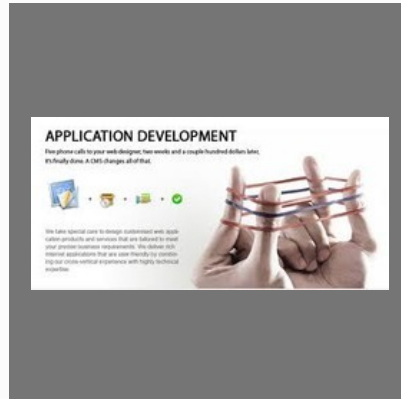 APPLICATION DEVELOPMENT
Five phone calls to your web designer, two weeks and a couple hundred dollars later,
it's finally done. A CMS changes all of that.
We take special care to design customised web appli
cation products and services that are tailored to meet
your precise business requirements. We deliver rich
internet applications that are user-friendly by combin-
ing our cross-vertical experience with highly technical
expertise.